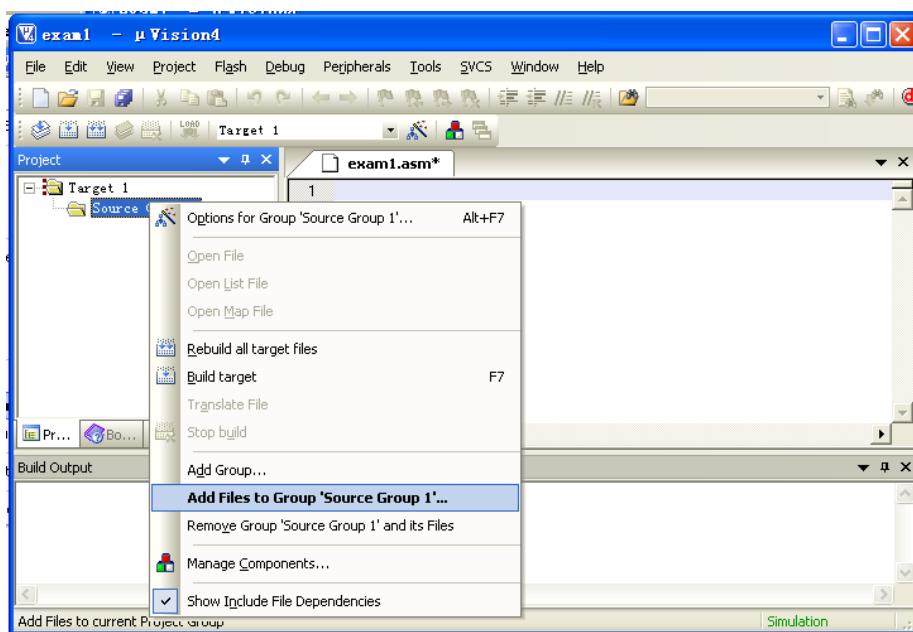 exam1 - μVision4
File Edit View Project Flash Debug Peripherals Tools SVCS Window Help
LOAD Target 1
Project
exam1.asm*
Target 1
1
Source
Options for Group 'Source Group 1'... Alt+F7
Open File
Open List File
Open Map File
Rebuild all target files
Build target F7
Translate File
Stop build
Pr... Bo...
Build Output
Add Group...
Add Files to Group 'Source Group 1'...
Remove Group 'Source Group 1' and its Files
Manage Components...
Show Include File Dependencies
Add Files to current Project Group
Simulation